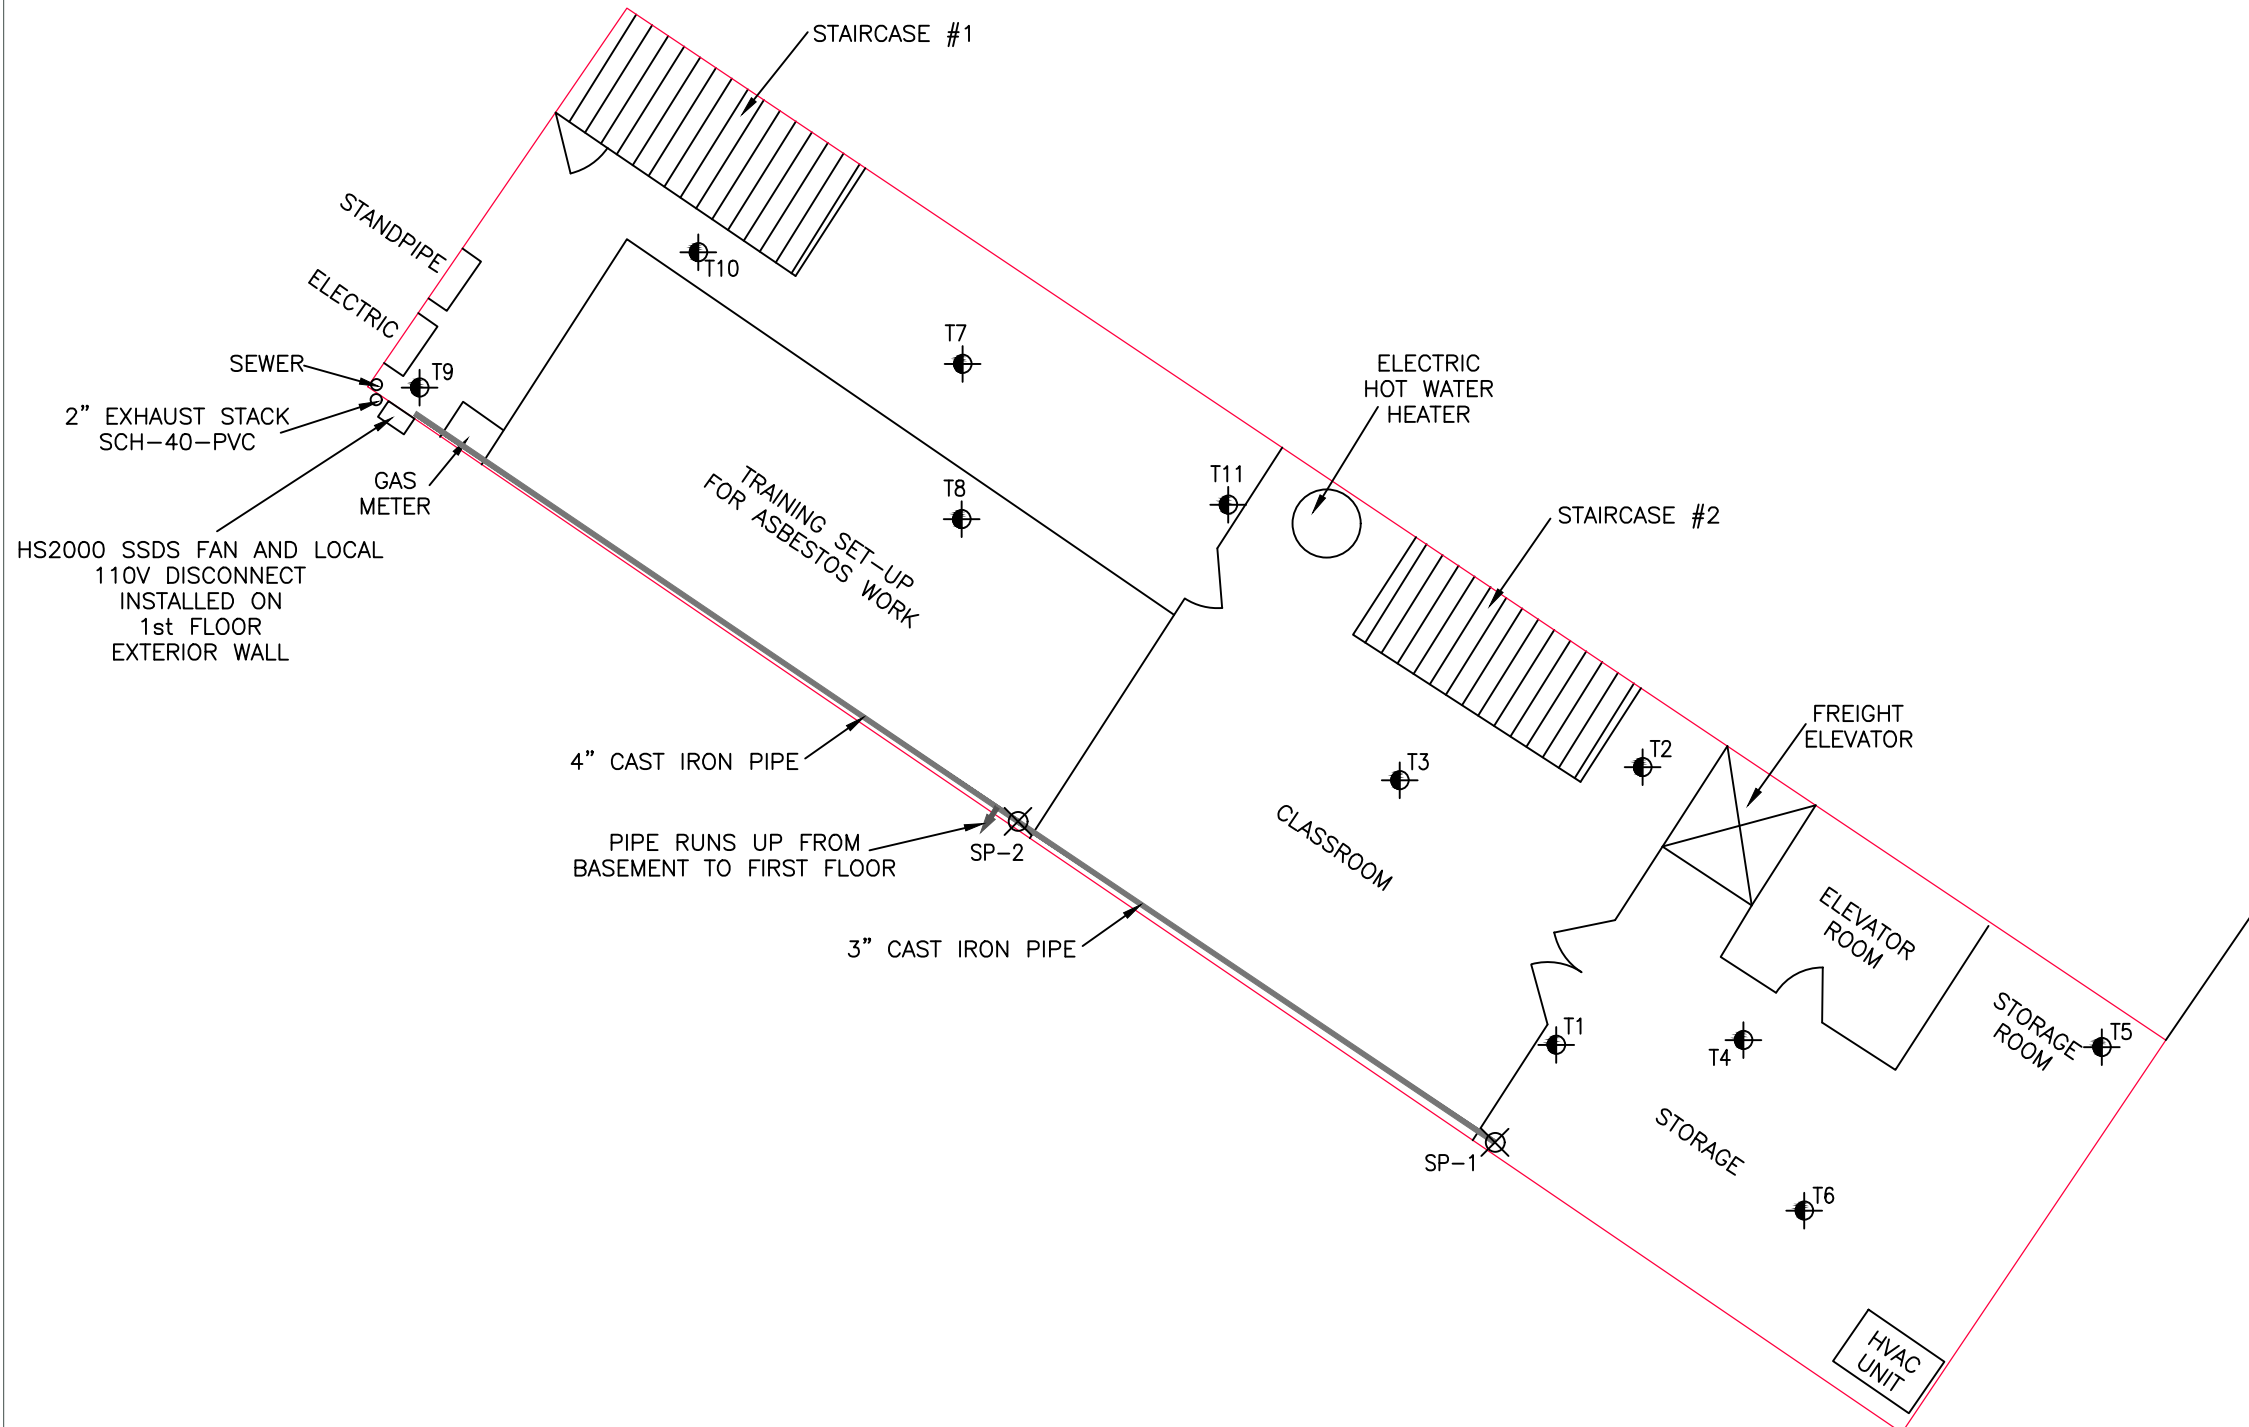 STAIRCASE #1
STANDPIPE
ELECTRIC
T10
T7
SEWER
T9
2” EXHAUST STACK
SCH-40-PVC
GAS
METER
HS2000 SSDS FAN AND LOCAL
110V DISCONNECT
INSTALLED ON
1st FLOOR
EXTERIOR WALL
TRAINING SET-UP
FOR ASBESTOS WORK
T8
T11
ELECTRIC
HOT WATER
HEATER
STAIRCASE #2
4” CAST IRON PIPE
PIPE RUNS UP FROM
BASEMENT TO FIRST FLOOR
SP-2
3” CAST IRON PIPE
T3
CLASSROOM
T2
FREIGHT
ELEVATOR
ELEVATOR
ROOM
STORAGE
ROOM
T5
T1
T4
STORAGE
SP-1
T6
HVAC
UNIT